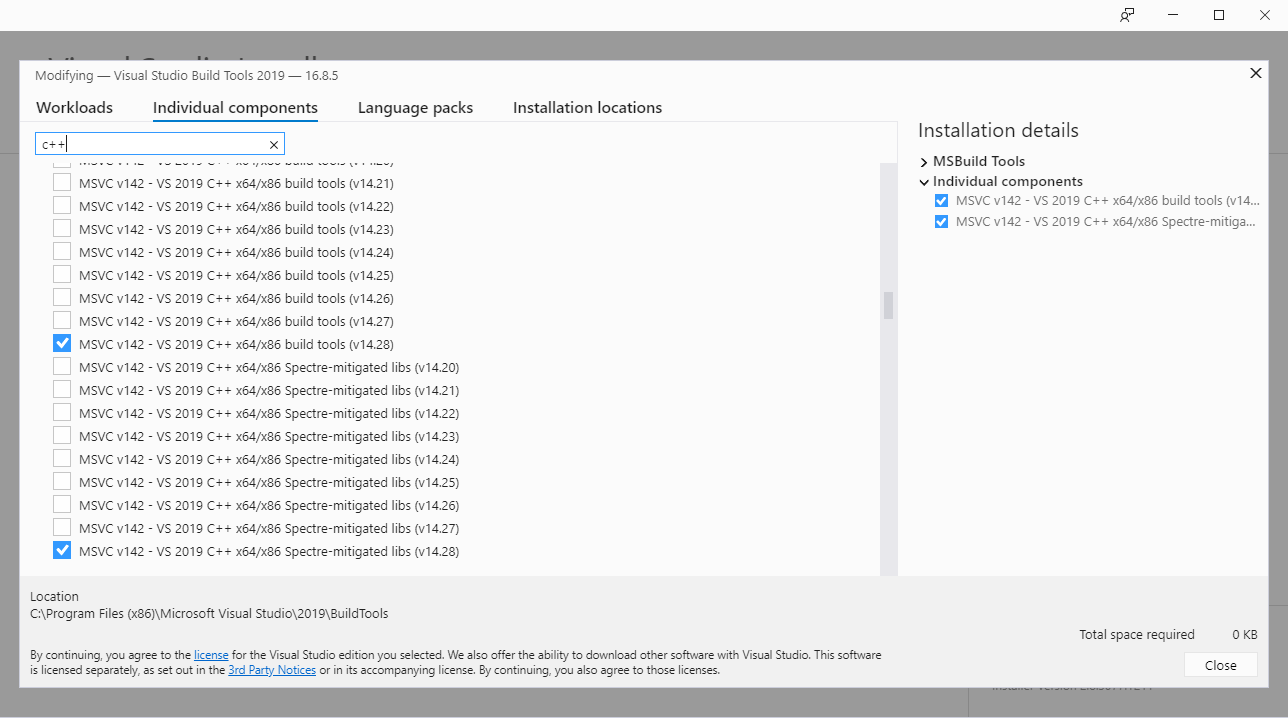 Modifying — Visual Studio Build Tools 2019 — 16.8.5
Workloads
Individual components
Language packs
Installation locations
c++
MSVC v142 - VS 2019 C++ x64/x86 build tools (v14.20)
MSVC v142 - VS 2019 C++ x64/x86 build tools (v14.21)
MSVC v142 - VS 2019 C++ x64/x86 build tools (v14.22)
MSVC v142 - VS 2019 C++ x64/x86 build tools (v14.23)
MSVC v142 - VS 2019 C++ x64/x86 build tools (v14.24)
MSVC v142 - VS 2019 C++ x64/x86 build tools (v14.25)
MSVC v142 - VS 2019 C++ x64/x86 build tools (v14.26)
MSVC v142 - VS 2019 C++ x64/x86 build tools (v14.27)
MSVC v142 - VS 2019 C++ x64/x86 build tools (v14.28)
MSVC v142 - VS 2019 C++ x64/x86 Spectre-mitigated libs (v14.20)
MSVC v142 - VS 2019 C++ x64/x86 Spectre-mitigated libs (v14.21)
MSVC v142 - VS 2019 C++ x64/x86 Spectre-mitigated libs (v14.22)
MSVC v142 - VS 2019 C++ x64/x86 Spectre-mitigated libs (v14.23)
MSVC v142 - VS 2019 C++ x64/x86 Spectre-mitigated libs (v14.24)
MSVC v142 - VS 2019 C++ x64/x86 Spectre-mitigated libs (v14.25)
MSVC v142 - VS 2019 C++ x64/x86 Spectre-mitigated libs (v14.26)
MSVC v142 - VS 2019 C++ x64/x86 Spectre-mitigated libs (v14.27)
MSVC v142 - VS 2019 C++ x64/x86 Spectre-mitigated libs (v14.28)
Installation details
MSBuild Tools
Individual components
MSVC v142 - VS 2019 C++ x64/x86 build tools (v14...
MSVC v142 - VS 2019 C++ x64/x86 Spectre-mitiga...
Location
C:\Program Files (x86)\Microsoft Visual Studio\2019\BuildTools
Total space required 0 KB
By continuing, you agree to the license for the Visual Studio edition you selected. We also offer the ability to download other software with Visual Studio. This software
is licensed separately, as set out in the 3rd Party Notices or in its accompanying license. By continuing, you also agree to those licenses.
Close